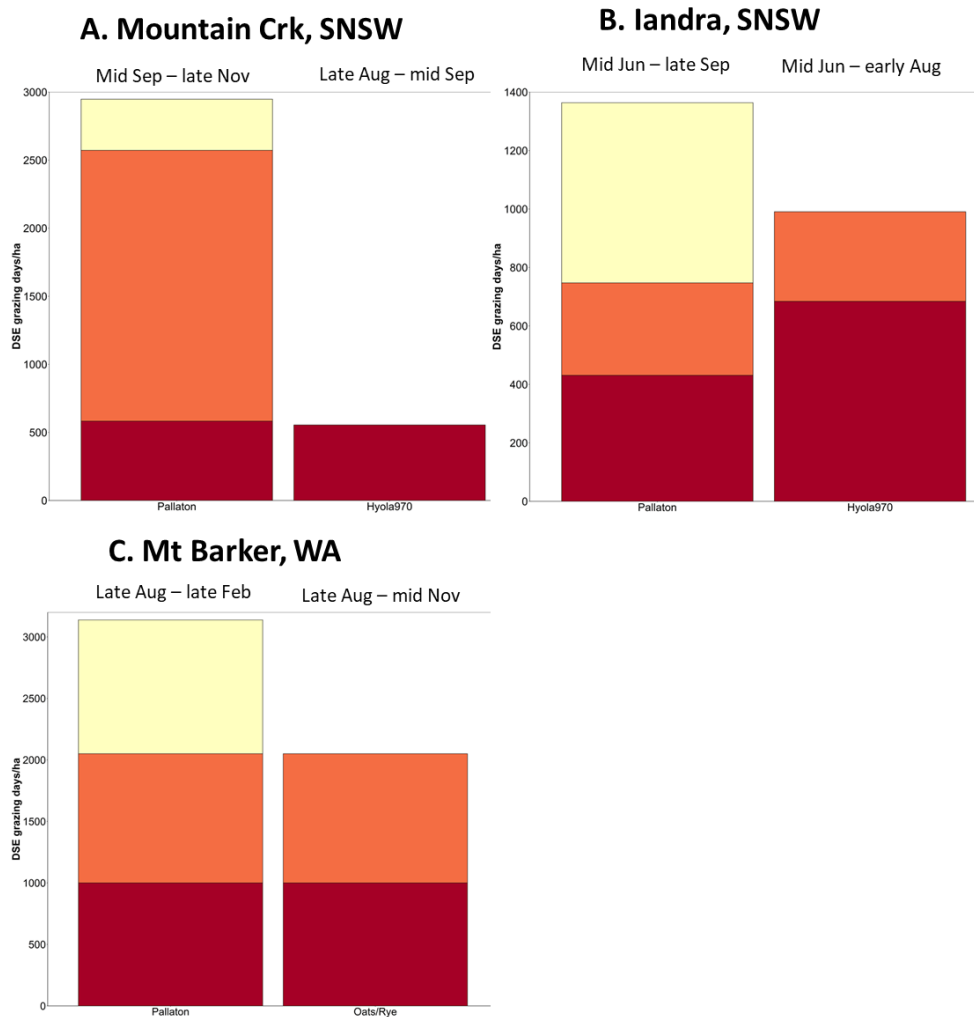 A. Mountain Crk, SNSW
Mid Sep – late Nov
Late Aug – mid Sep
3000
2500
2000
1500
1000
500
0
DSE grazing days/ha
Pallaton
Hyola970
B. Iandra, SNSW
Mid Jun – late Sep
Mid Jun – early Aug
1400
1200
1000
800
600
400
200
0
DSE grazing days/ha
Pallaton
Hyola970
C. Mt Barker, WA
Late Aug – late Feb
Late Aug – mid Nov
3000
2500
2000
1500
1000
500
0
DSE grazing days/ha
Pallaton
Oats/Rye